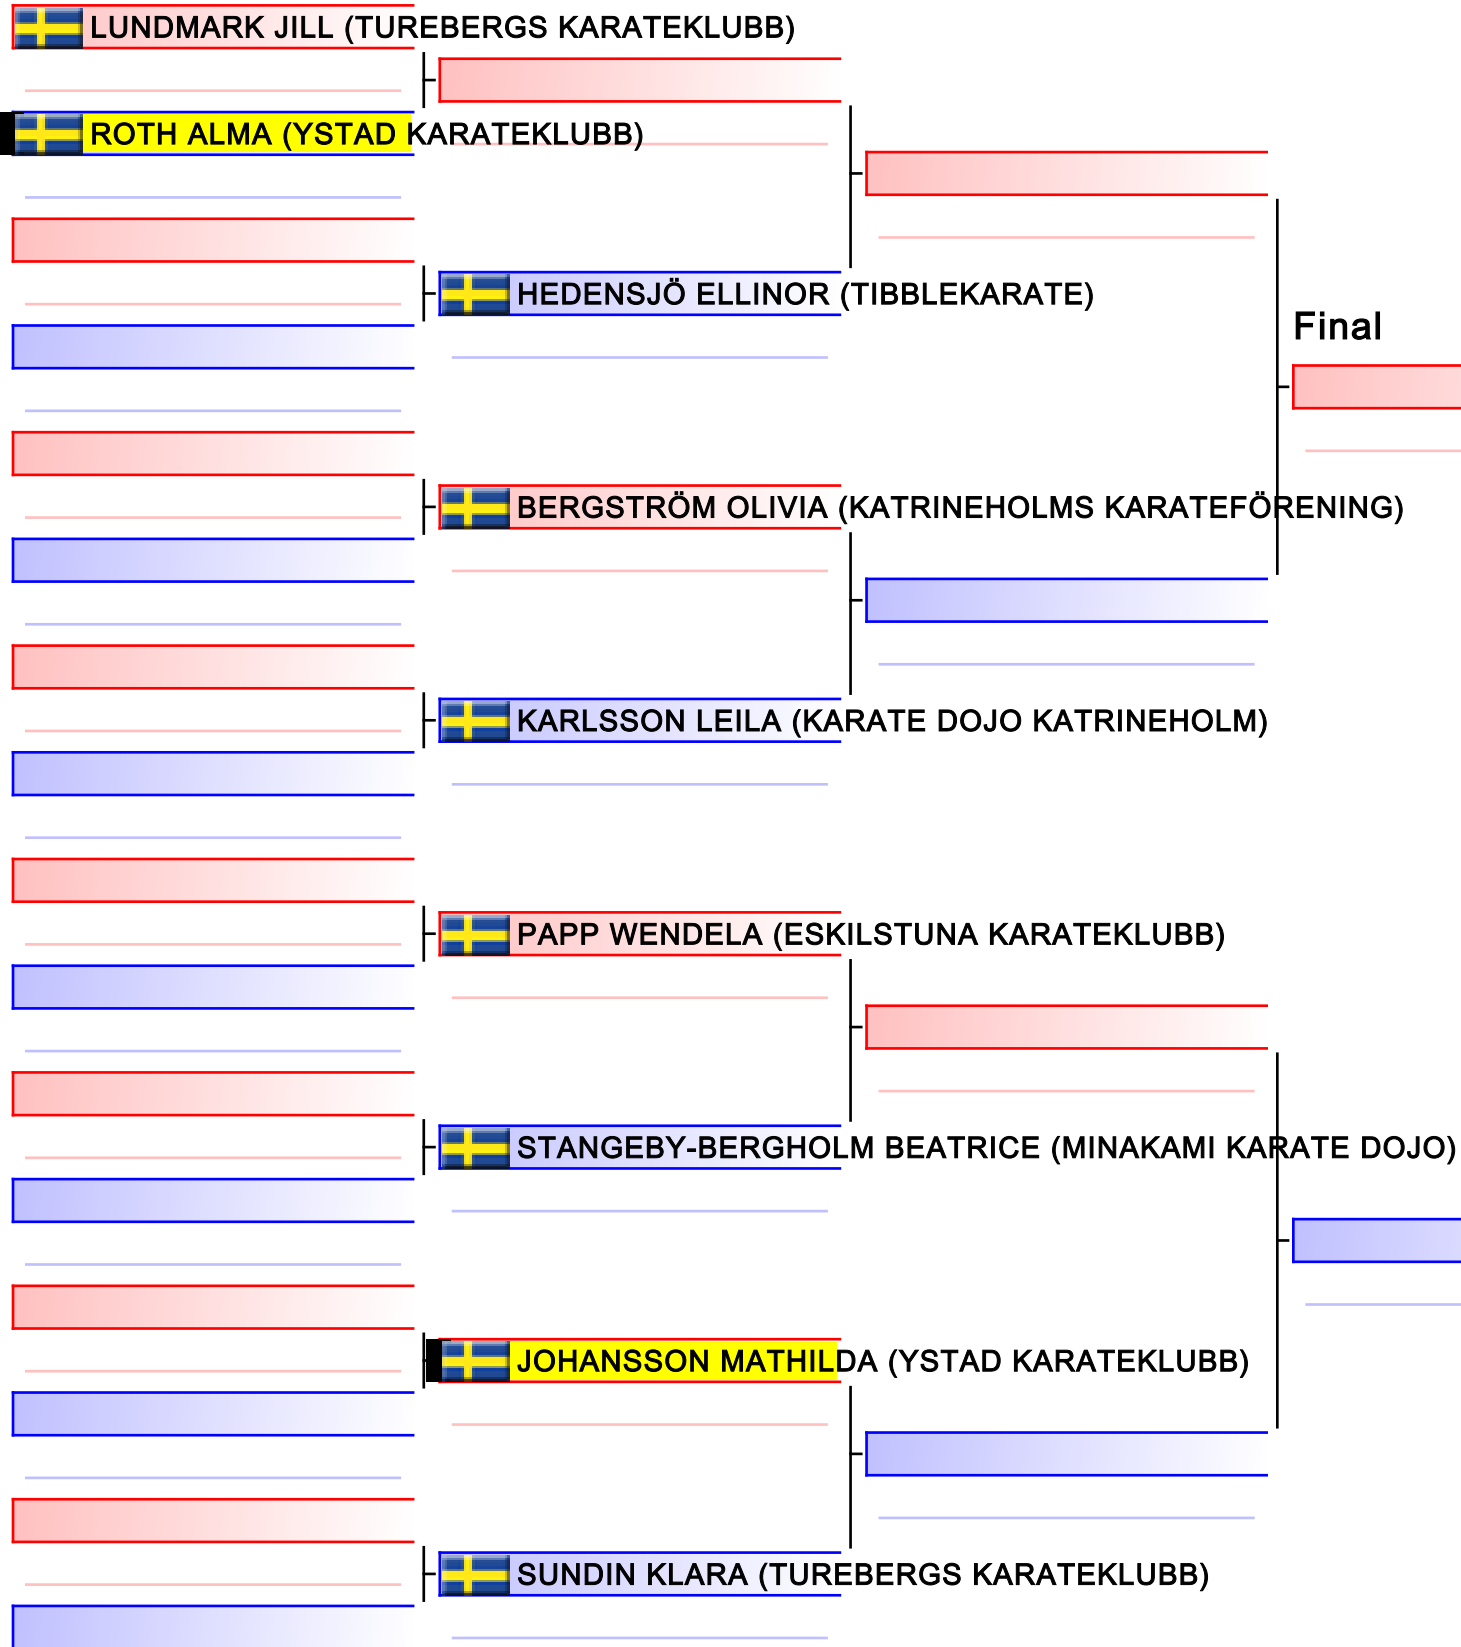 LUNDMARK JILL (TUREBERGS KARATEKLUBB)
ROTH ALMA (YSTAD KARATEKLUBB)
HEDENSJÖ ELLINOR (TIBBLEKARATE)
Final
BERGSTRÖM OLIVIA (KATRINEHOLMS KARATEFÖRENING)
KARLSSON LEILA (KARATE DOJO KATRINEHOLM)
PAPP WENDELA (ESKILSTUNA KARATEKLUBB)
STANGEBY-BERGHOLM BEATRICE (MINAKAMI KARATE DOJO)
JOHANSSON MATHILDA (YSTAD KARATEKLUBB)
SUNDIN KLARA (TUREBERGS KARATEKLUBB)